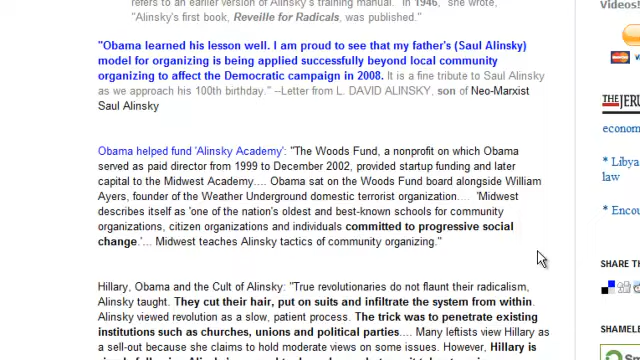 refers to an earlier version of Alinsky's training manual. "In 1946, she wrote,
"Alinsky's first book, Reveille for Radicals, was published."
"Obama learned his lesson well. I am proud to see that my father's (Saul Alinsky)
model for organizing is being applied successfully beyond local community
organizing to affect the Democratic campaign in 2008. It is a fine tribute to Saul Alinsky
as we approach his 100th birthday." --Letter from L. DAVID ALINSKY, son of Neo-Marxist
Saul Alinsky
Obama helped fund 'Alinsky Academy': "The Woods Fund, a nonprofit on which Obama
served as paid director from 1999 to December 2002, provided startup funding and later
capital to the Midwest Academy.... Obama sat on the Woods Fund board alongside William
Ayers, founder of the Weather Underground domestic terrorist organization.... 'Midwest
describes itself as 'one of the nation's oldest and best-known schools for community
organizations, citizen organizations and individuals committed to progressive social
change.'... Midwest teaches Alinsky tactics of community organizing."
Hillary, Obama and the Cult of Alinsky: "True revolutionaries do not flaunt their radicalism,
Alinsky taught. They cut their hair, put on suits and infiltrate the system from within.
Alinsky viewed revolution as a slow, patient process. The trick was to penetrate existing
institutions such as churches, unions and political parties.... Many leftists view Hillary as
a sell-out because she claims to hold moderate views on some issues. However, Hillary is
Videos!
THE JER
econom
* Libya
law
* Encou
SHARE T
SHAMEL